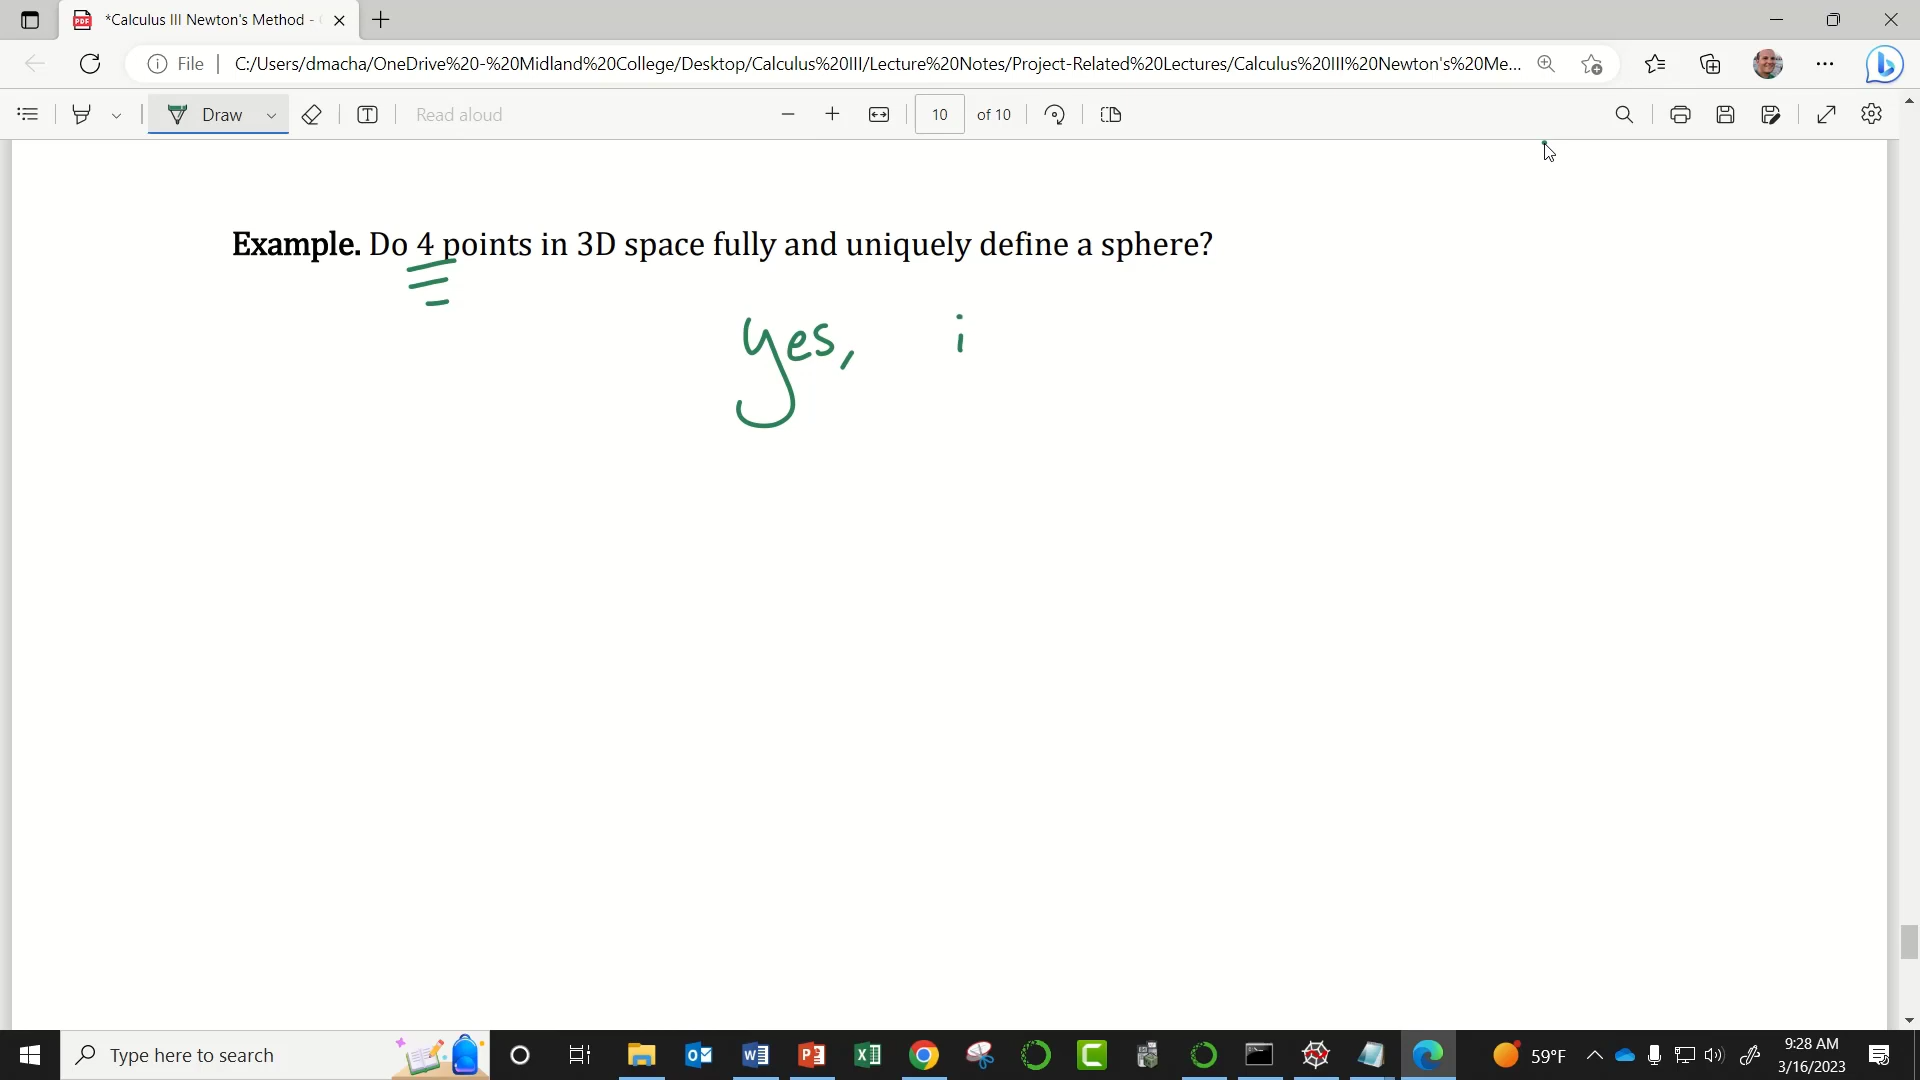 *Calculus III Newton's Method -
File
C:/Users/dmacha/OneDrive%20-%20Midland%20College/Desktop/Calculus%20III/Lecture%20Notes/Project-Related%20Lectures/Calculus%20III%20Newton's%20Me...
Draw
Read aloud
10 of 10
Example. Do 4 points in 3D space fully and uniquely define a sphere?
yes, i
Type here to search
59°F
9:28 AM
3/16/2023